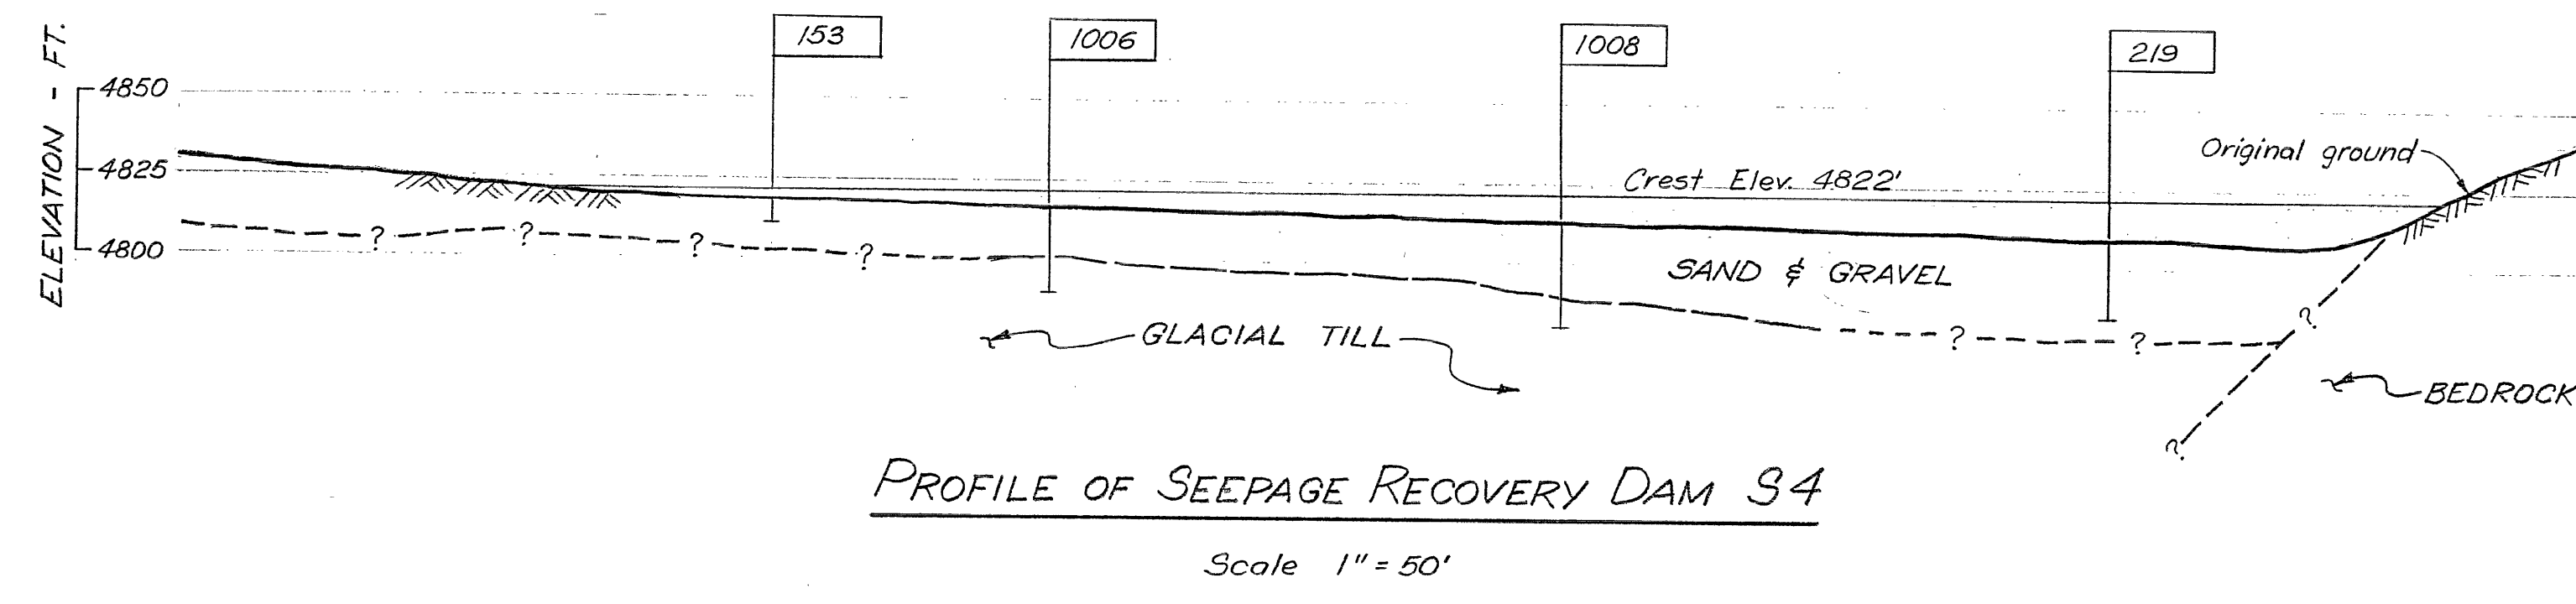 153
1006
1008
219
ELEVATION - FT.
4850
4825
4800
Original ground
Crest Elev. 4822'
? ? ? ?
SAND & GRAVEL
GLACIAL TILL
? ? ?
?
BEDROCK
PROFILE OF SEEPAGE RECOVERY DAM S4
Scale 1" = 50'